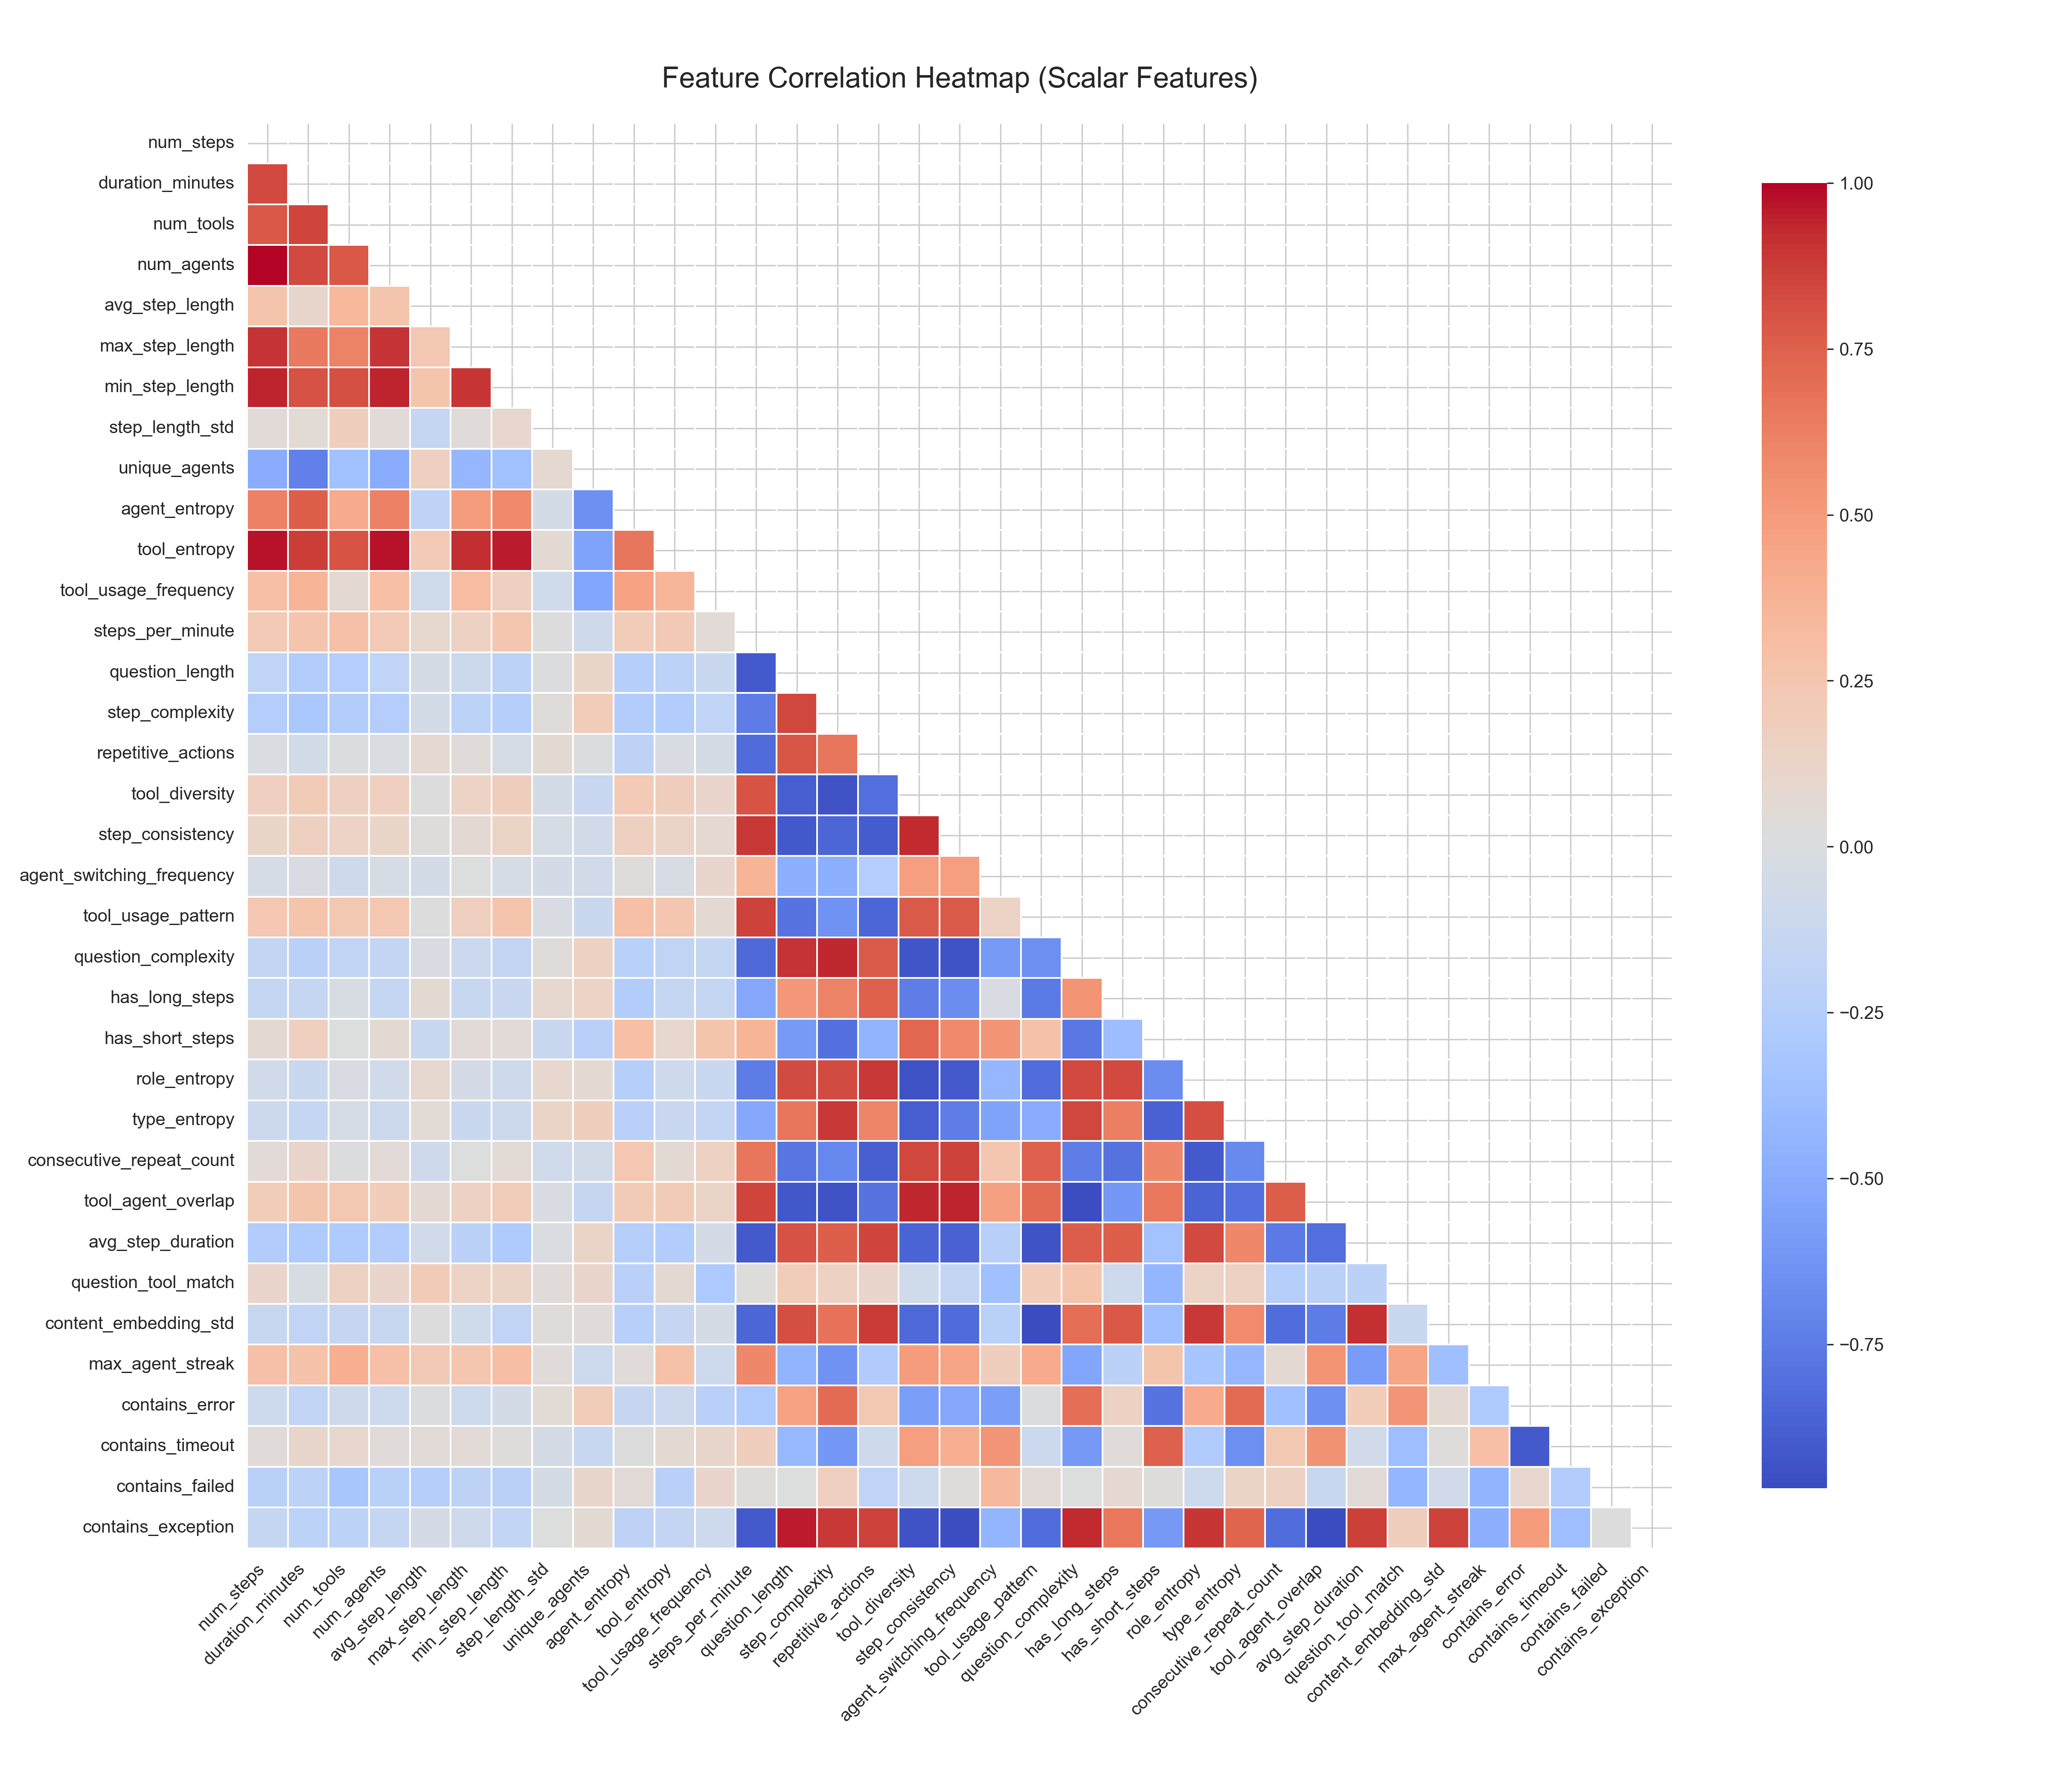 Feature Correlation Heatmap (Scalar Features)
num_steps
duration_minutes
num_tools
num_agents
avg_step_length
max_step_length
min_step_length
step_length_std
unique_agents
agent_entropy
tool_entropy
tool_usage_frequency
steps_per_minute
question_length
step_complexity
repetitive_actions
tool_diversity
step_consistency
agent_switching_frequency
tool_usage_pattern
question_complexity
has_long_steps
has_short_steps
role_entropy
type_entropy
consecutive_repeat_count
tool_agent_overlap
avg_step_duration
question_tool_match
content_embedding_std
max_agent_streak
contains_error
contains_timeout
contains_failed
contains_exception
num_steps
duration_minutes
num_tools
num_agents
avg_step_length
max_step_length
min_step_length
step_length_std
unique_agents
agent_entropy
tool_entropy
tool_usage_frequency
steps_per_minute
question_length
step_complexity
repetitive_actions
tool_diversity
step_consistency
agent_switching_frequency
tool_usage_pattern
question_complexity
has_long_steps
has_short_steps
role_entropy
type_entropy
consecutive_repeat_count
tool_agent_overlap
avg_step_duration
question_tool_match
content_embedding_std
max_agent_streak
contains_error
contains_timeout
contains_failed
contains_exception
1.00
0.75
0.50
0.25
0.00
−0.25
−0.50
−0.75